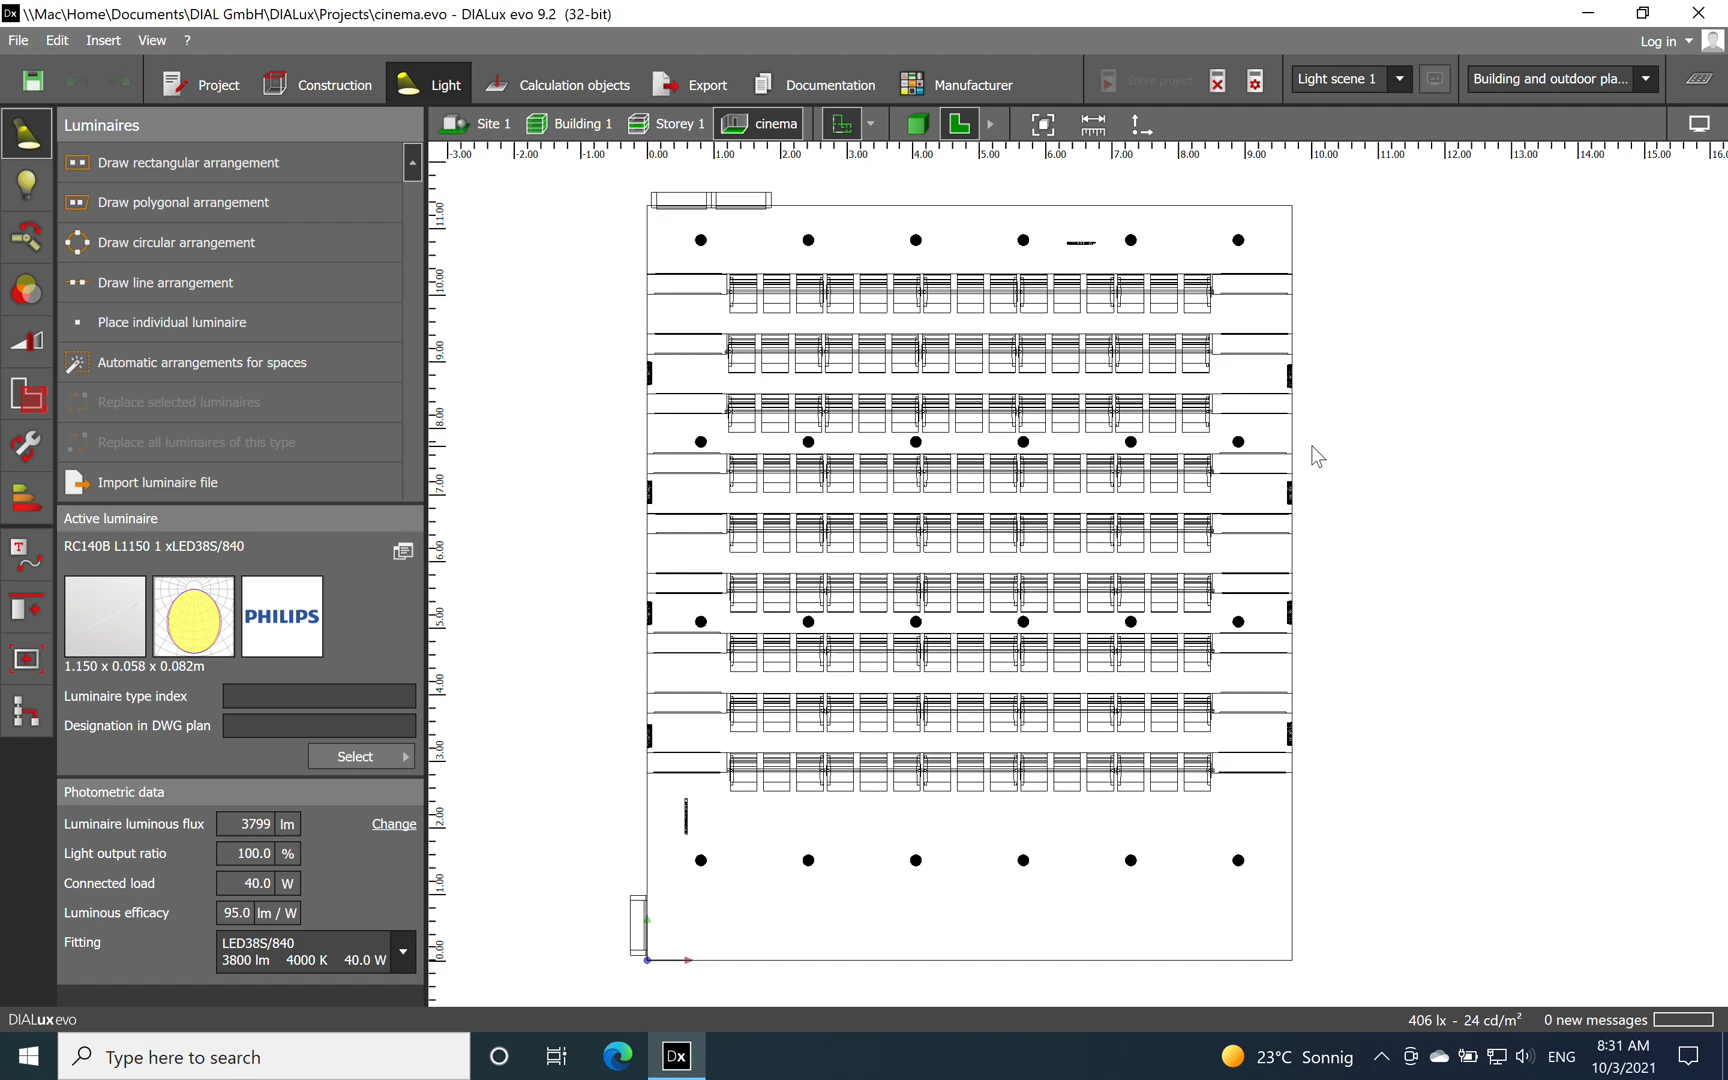 \\Mac\Home\Documents\DIAL GmbH\DIALux\Projects\cinema.evo - DIALux evo 9.2 (32-bit)
File Edit Insert View ?
Log in
Project Construction Light Calculation objects Export Documentation Manufacturer Entire project Light scene 1 Building and outdoor pla...
Luminaires
Site 1 Building 1 Storey 1 cinema
-3.00 -2.00 -1.00 0.00 1.00 2.00 3.00 4.00 5.00 6.00 7.00 8.00 9.00 10.00 11.00 12.00 13.00 14.00 15.00 16.0
Draw rectangular arrangement
Draw polygonal arrangement
Draw circular arrangement
Draw line arrangement
Place individual luminaire
Automatic arrangements for spaces
Replace selected luminaires
Replace all luminaires of this type
Import luminaire file
11.00
10.00
9.00
8.00
7.00
6.00
5.00
4.00
3.00
2.00
1.00
0.00
Active luminaire
RC140B L1150 1 xLED38S/840
PHILIPS
1.150 x 0.058 x 0.082m
Luminaire type index
Designation in DWG plan
Select
Photometric data
Luminaire luminous flux 3799 lm Change
Light output ratio 100.0 %
Connected load 40.0 W
Luminous efficacy 95.0 lm / W
Fitting LED38S/840
3800 lm 4000 K 40.0 W
DIALux evo
406 lx - 24 cd/m² 0 new messages
Type here to search
Dx
23°C Sonnig
ENG
8:31 AM
10/3/2021